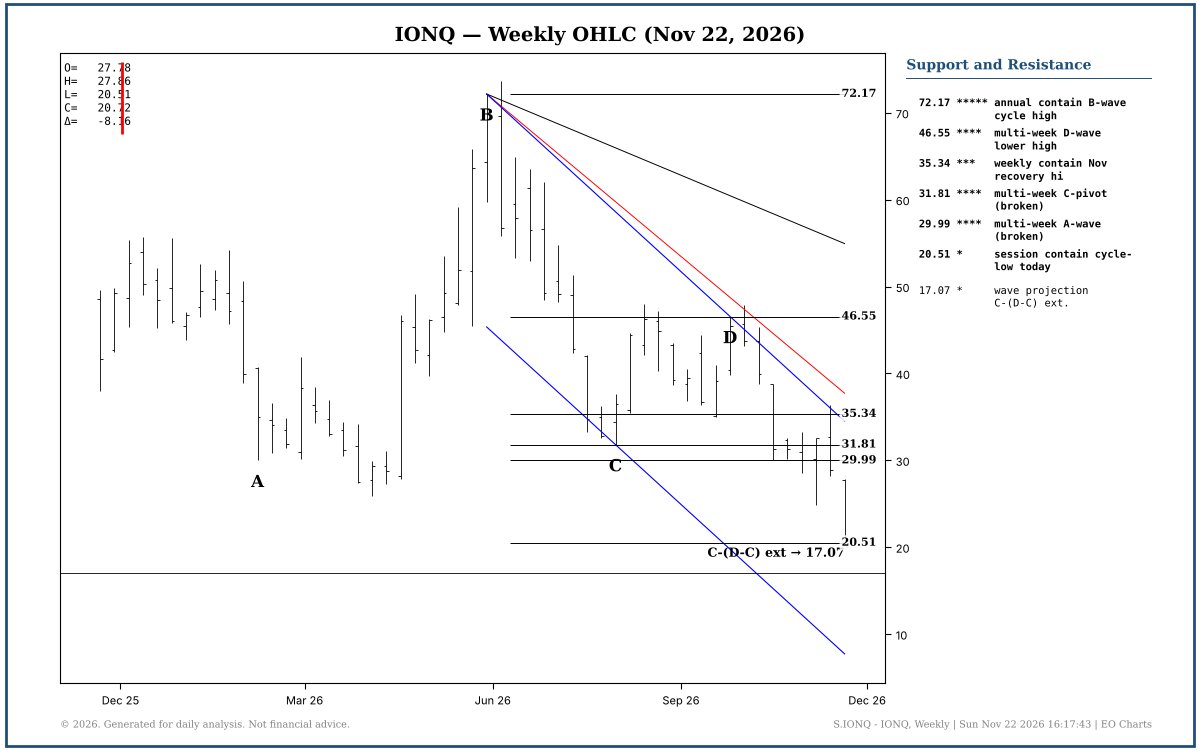 IONQ — Weekly OHLC (Nov 22, 2026)
O= 27.78
H= 27.86
L= 20.51
C= 20.72
Δ= -8.16
B
A
C
D
72.17
46.55
35.34
31.81
29.99
20.51
C-(D-C) ext → 17.07
70
60
50
40
30
20
10
Dec 25
Mar 26
Jun 26
Sep 26
Dec 26
Support and Resistance
72.17 ***** annual contain B-wave
cycle high
46.55 **** multi-week D-wave
lower high
35.34 *** weekly contain Nov
recovery hi
31.81 **** multi-week C-pivot
(broken)
29.99 **** multi-week A-wave
(broken)
20.51 * session contain cycle-
low today
17.07 * wave projection
C-(D-C) ext.
© 2026. Generated for daily analysis. Not financial advice.
S.IONQ - IONQ, Weekly | Sun Nov 22 2026 16:17:43 | EO Charts